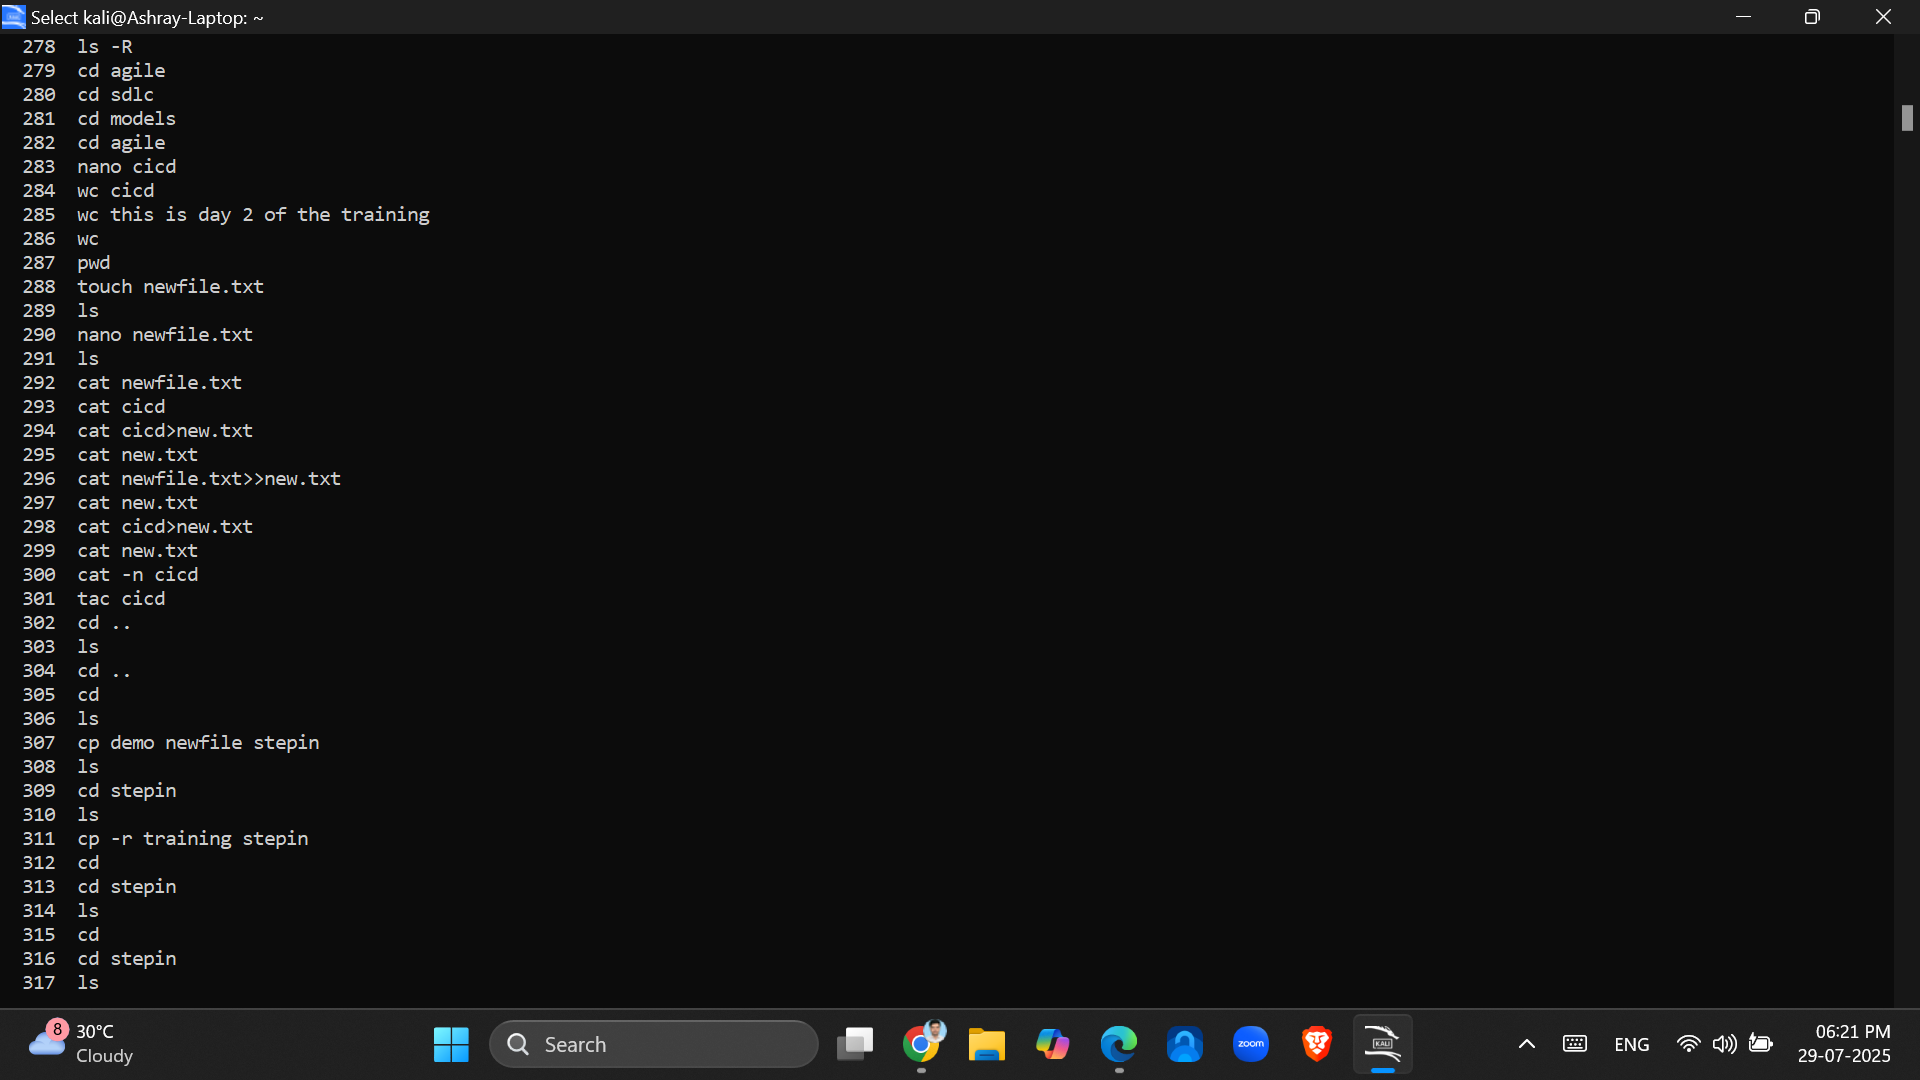 Select kali@Ashray-Laptop: ~
278 ls -R
279 cd agile
280 cd sdlc
281 cd models
282 cd agile
283 nano cicd
284 wc cicd
285 wc this is day 2 of the training
286 wc
287 pwd
288 touch newfile.txt
289 ls
290 nano newfile.txt
291 ls
292 cat newfile.txt
293 cat cicd
294 cat cicd>new.txt
295 cat new.txt
296 cat newfile.txt>>new.txt
297 cat new.txt
298 cat cicd>new.txt
299 cat new.txt
300 cat -n cicd
301 tac cicd
302 cd ..
303 ls
304 cd ..
305 cd
306 ls
307 cp demo newfile stepin
308 ls
309 cd stepin
310 ls
311 cp -r training stepin
312 cd
313 cd stepin
314 ls
315 cd
316 cd stepin
317 ls
8
30°C
Cloudy
Search
zoom
KALI
ENG
06:21 PM
29-07-2025